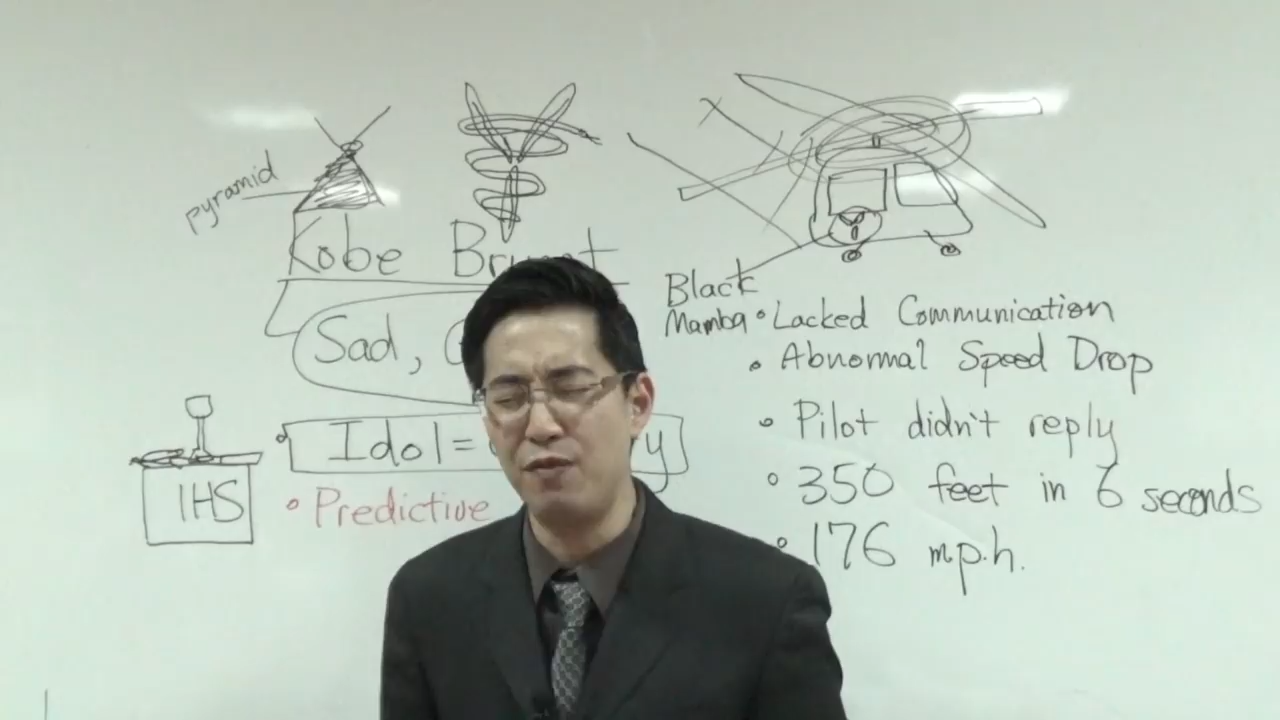 pyramid
Kobe
Sad,
IHS
Idol=
Predictive
Black
Mamba
Lacked Communication
Abnormal Speed Drop
Pilot didn't reply
350 feet in 6 seconds
176 m.p.h.